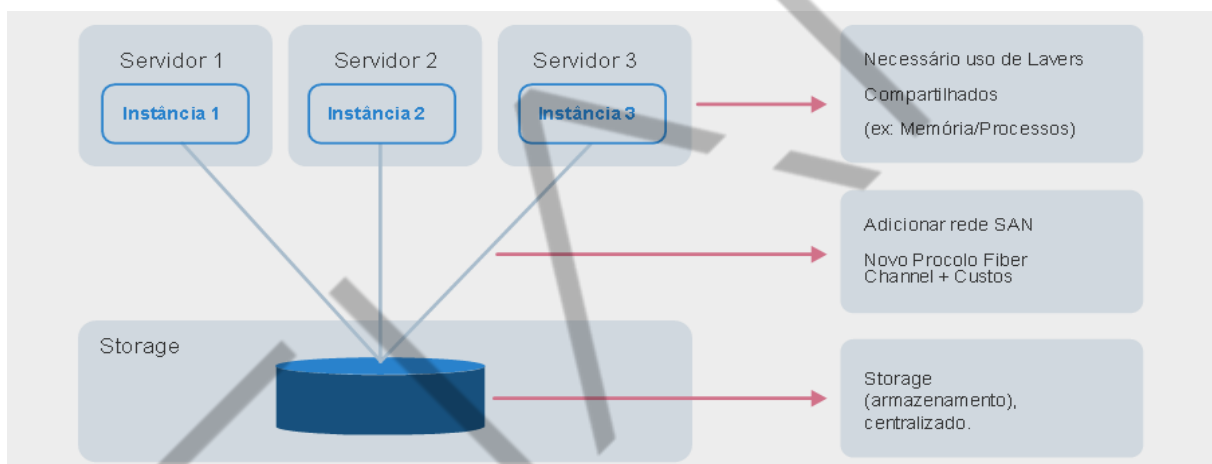 Servidor 1
Servidor 2
Servidor 3
Instância 1
Instância 2
Instância 3
Necessário uso de Lavers
Compartilhados
(ex: Memória/Processos)
Adicionar rede SAN
Novo Procolo Fiber
Channel + Custos
Storage
Storage
(armazenamento),
centralizado.